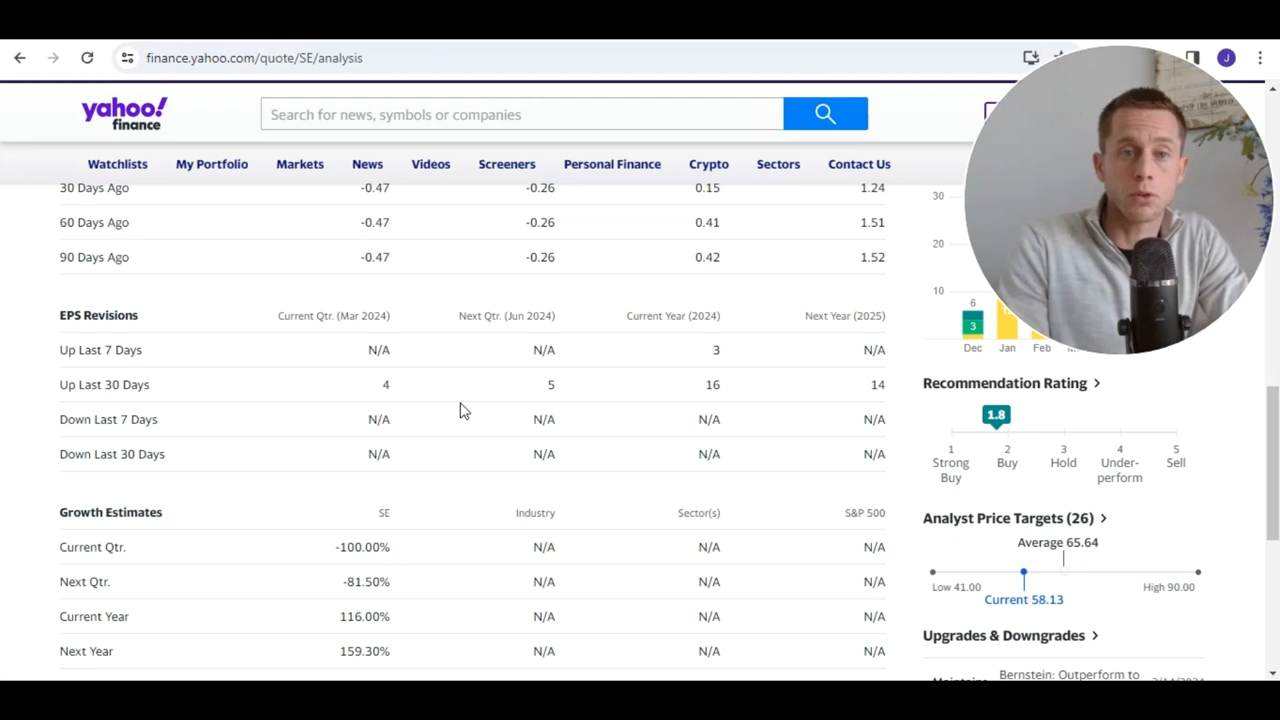 finance.yahoo.com/quote/SE/analysis
J
yahoo!
finance
Search for news, symbols or companies
Watchlists My Portfolio Markets News Videos Screeners Personal Finance Crypto Sectors Contact Us
30 Days Ago -0.47 -0.26 0.15 1.24
60 Days Ago -0.47 -0.26 0.41 1.51
90 Days Ago -0.47 -0.26 0.42 1.52
EPS Revisions Current Qtr. (Mar 2024) Next Qtr. (Jun 2024) Current Year (2024) Next Year (2025)
Up Last 7 Days N/A N/A 3 N/A
Up Last 30 Days 4 5 16 14
Down Last 7 Days N/A N/A N/A N/A
Down Last 30 Days N/A N/A N/A N/A
Growth Estimates SE Industry Sector(s) S&P 500
Current Qtr. -100.00% N/A N/A N/A
Next Qtr. -81.50% N/A N/A N/A
Current Year 116.00% N/A N/A N/A
Next Year 159.30% N/A N/A N/A
30
20
10
6
3
Dec Jan Feb
Recommendation Rating >
1.8
1 2 3 4 5
Strong Buy Hold Under- Sell
Buy perform
Analyst Price Targets (26) >
Average 65.64
Low 41.00 High 90.00
Current 58.13
Upgrades & Downgrades >
Maintains Bernstein: Outperform to 3/14/2024